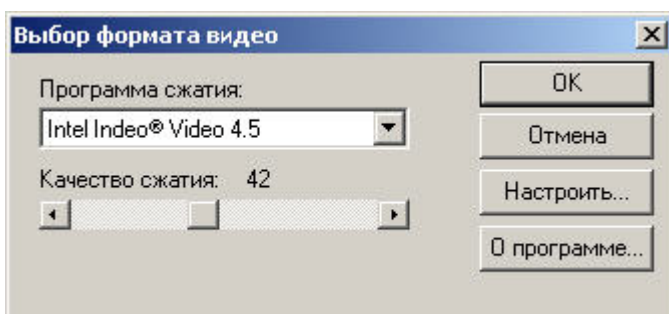 Выбор формата видео
Программа сжатия:
Intel Indeo® Video 4.5
Качество сжатия: 42
OK
Отмена
Настроить...
О программе...